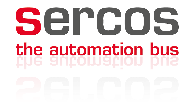 sercos
the automation bus